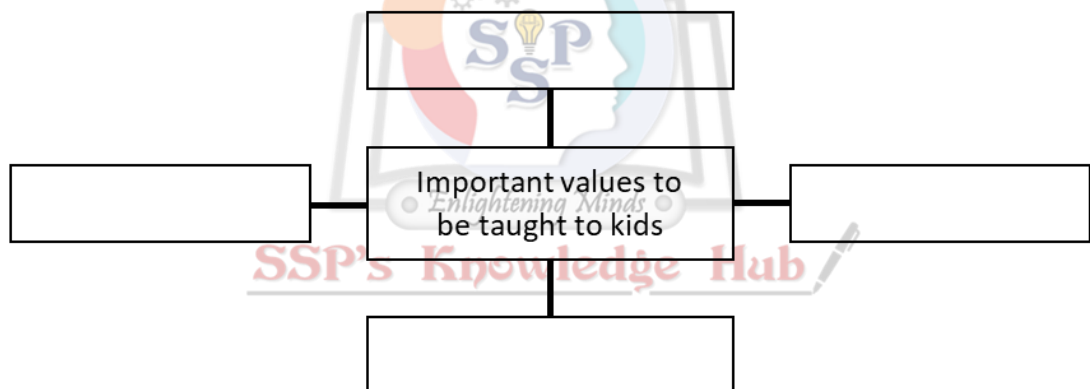 SSP
Important values to
Enlightening Minds
be taught to kids
SSP's Knowledge Hub